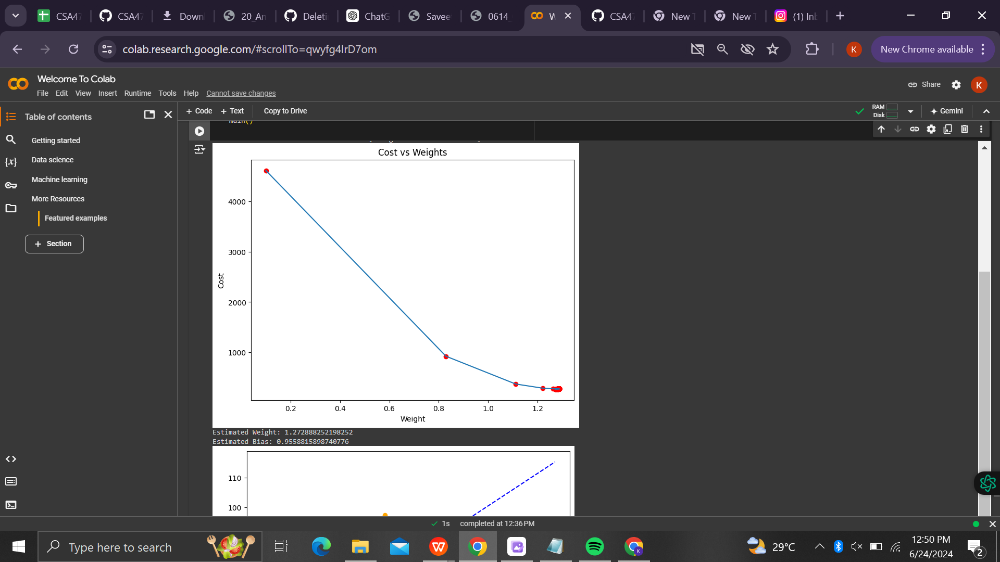 CSA47
CSA47
Down
20_An
Deleti
ChatG
Savee
0614_
W
CSA47
New T
New T
(1) Inb
colab.research.google.com/#scrollTo=qwyfg4lrD7om
K
New Chrome available
Welcome To Colab
Share
K
File Edit View Insert Runtime Tools Help Cannot save changes
Table of contents
+ Code + Text Copy to Drive
RAM
Disk
Gemini
main()
Getting started
Data science
Machine learning
More Resources
Featured examples
+ Section
{x}
Cost vs Weights
4000
3000
2000
1000
Cost
0.2 0.4 0.6 0.8 1.0 1.2
Weight
Estimated Weight: 1.272888252198252
Estimated Bias: 0.9558815898740776
110
100
1s completed at 12:36 PM
Type here to search
K
29°C
12:50 PM
6/24/2024
2